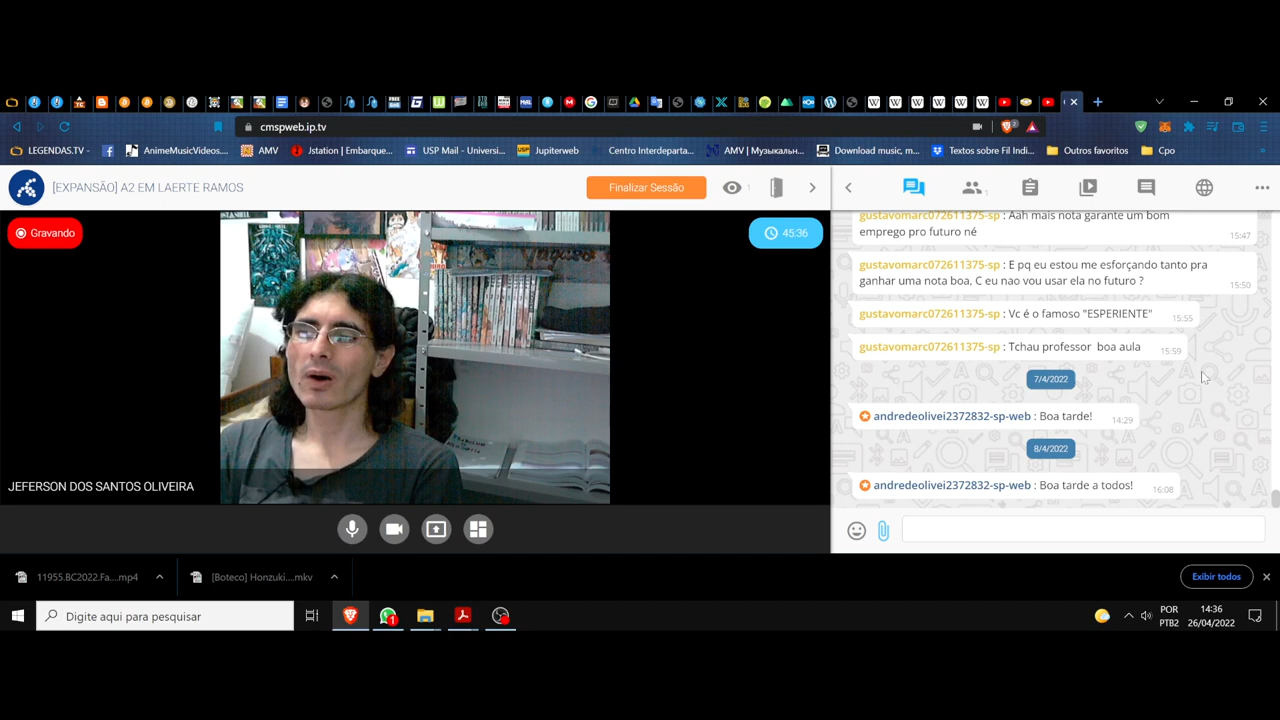 cmspweb.ip.tv
LEGENDAS.TV -
AnimeMusicVideos...
AMV
Jstation | Embarque...
USP Mail - Universi...
Jupiterweb
Centro Interdeparta...
AMV | Музыкальн...
Download music, m...
Textos sobre Fil Indi...
Outros favoritos
Cpo
[EXPANSÃO] A2 EM LAERTE RAMOS
Finalizar Sessão
1
1
Gravando
45:36
JEFERSON DOS SANTOS OLIVEIRA
gustavomarc072611375-sp : Aah mais nota garante um bom
emprego pro futuro né
15:47
gustavomarc072611375-sp : E pq eu estou me esforçando tanto pra
ganhar uma nota boa, C eu nao vou usar ela no futuro ?
15:50
gustavomarc072611375-sp : Vc é o famoso "ESPERIENTE"
15:55
gustavomarc072611375-sp : Tchau professor boa aula
15:59
7/4/2022
andredeolivei2372832-sp-web : Boa tarde!
14:29
8/4/2022
andredeolivei2372832-sp-web : Boa tarde a todos!
16:08
11955.BC2022.Fa....mp4
[Boteco] Honzuki....mkv
Exibir todos
Digite aqui para pesquisar
1
POR
PTB2
14:36
26/04/2022